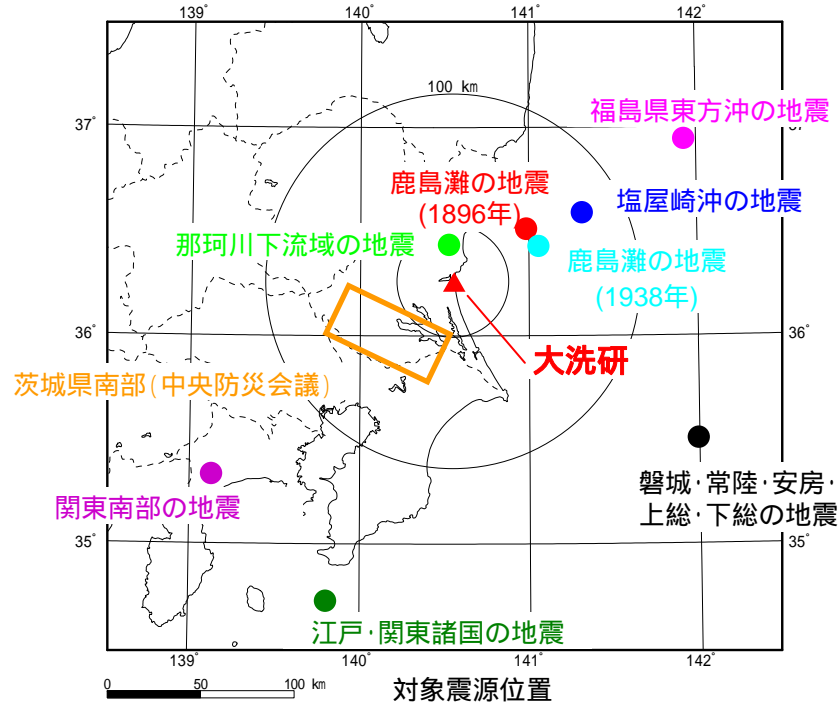 139˚ 140˚ 141˚ 142˚
100 km
福島県東方沖の地震
37˚ 37˚
鹿島灘の地震
(1896年)
塩屋崎沖の地震
那珂川下流域の地震
鹿島灘の地震
(1938年)
36˚ 36˚
大洗研
茨城県南部(中央防災会議)
磐城･常陸･安房･
上総･下総の地震
関東南部の地震
35˚ 35˚
江戸･関東諸国の地震
139˚ 140˚ 141˚ 142˚
0 50 100 km
対象震源位置